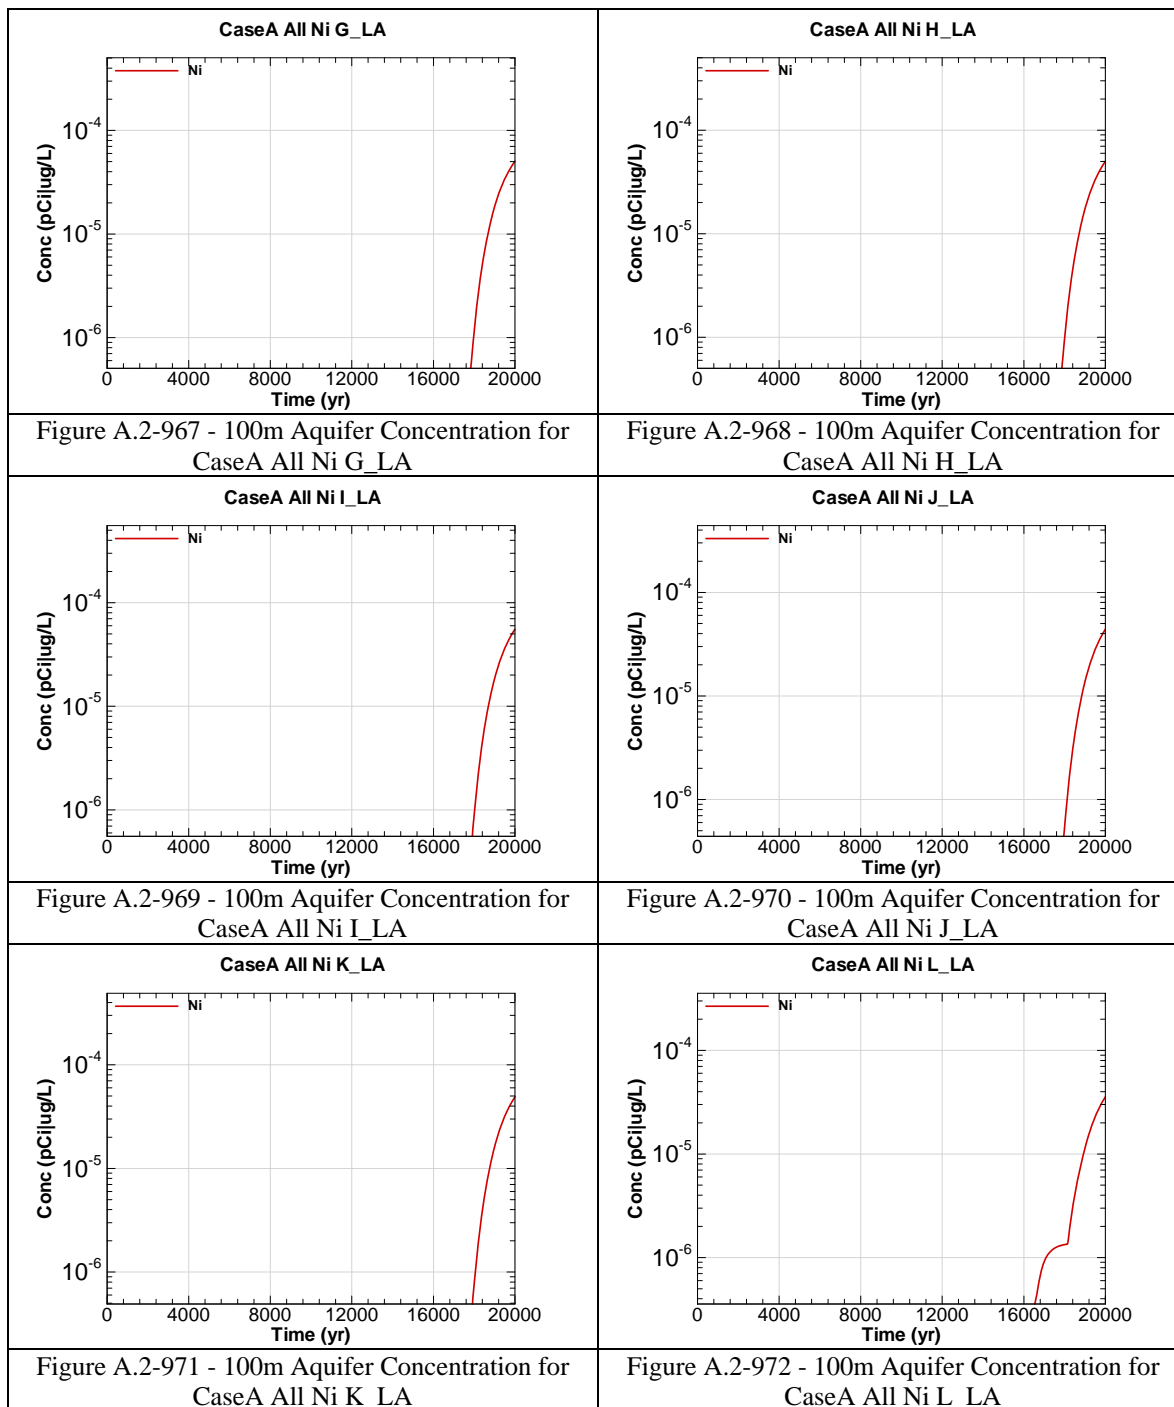 CaseA All Ni G_LA
Ni
Conc (pCi|ug/L)
10-4
10-5
10-6
0 4000 8000 12000 16000 20000
Time (yr)
Figure A.2-967 - 100m Aquifer Concentration for
CaseA All Ni G_LA
CaseA All Ni H_LA
Ni
Conc (pCi|ug/L)
10-4
10-5
10-6
0 4000 8000 12000 16000 20000
Time (yr)
Figure A.2-968 - 100m Aquifer Concentration for
CaseA All Ni H_LA
CaseA All Ni I_LA
Ni
Conc (pCi|ug/L)
10-4
10-5
10-6
0 4000 8000 12000 16000 20000
Time (yr)
Figure A.2-969 - 100m Aquifer Concentration for
CaseA All Ni I_LA
CaseA All Ni J_LA
Ni
Conc (pCi|ug/L)
10-4
10-5
10-6
0 4000 8000 12000 16000 20000
Time (yr)
Figure A.2-970 - 100m Aquifer Concentration for
CaseA All Ni J_LA
CaseA All Ni K_LA
Ni
Conc (pCi|ug/L)
10-4
10-5
10-6
0 4000 8000 12000 16000 20000
Time (yr)
Figure A.2-971 - 100m Aquifer Concentration for
CaseA All Ni K_LA
CaseA All Ni L_LA
Ni
Conc (pCi|ug/L)
10-4
10-5
10-6
0 4000 8000 12000 16000 20000
Time (yr)
Figure A.2-972 - 100m Aquifer Concentration for
CaseA All Ni L_LA